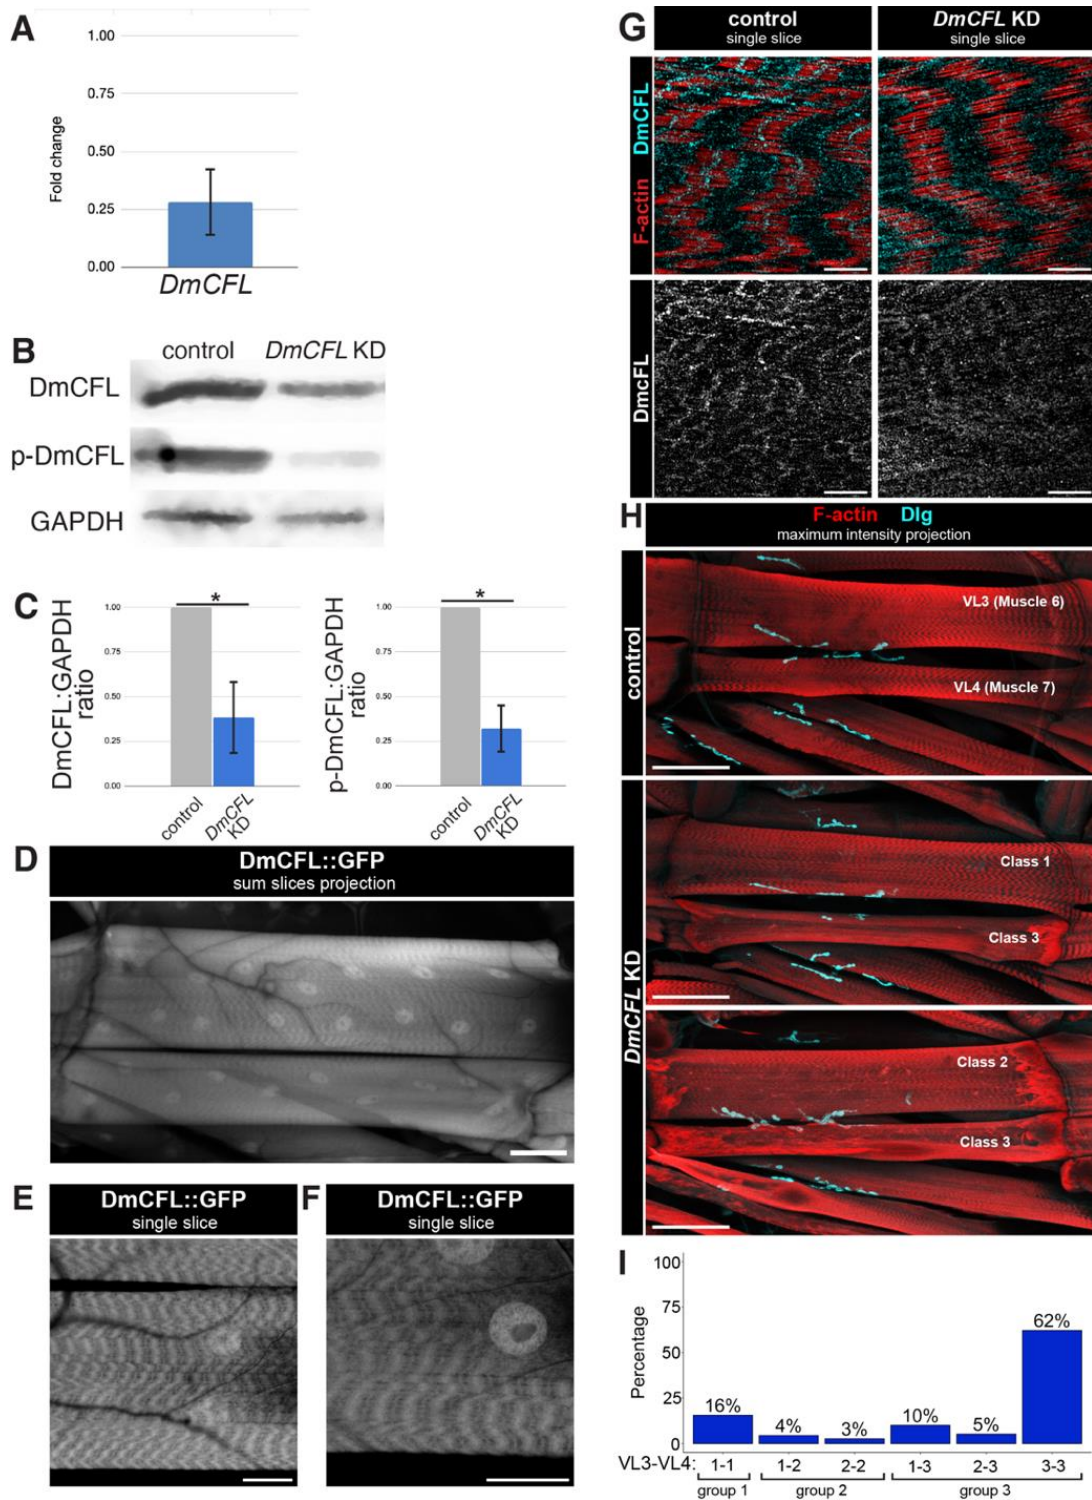 A
1.00
0.75
0.50
0.25
0.00
Fold change
DmCFL
B
control DmCFL KD
DmCFL
p-DmCFL
GAPDH
C
DmCFL:GAPDH
ratio
1.00
0.75
0.50
0.25
0.00
*
control
DmCFL
KD
p-DmCFL:GAPDH
ratio
1.00
0.75
0.50
0.25
0.00
*
control
DmCFL
KD
D
DmCFL::GFP
sum slices projection
E
DmCFL::GFP
single slice
F
DmCFL::GFP
single slice
G
control
single slice
DmCFL KD
single slice
F-actin DmCFL
DmcFL
H
F-actin Dlg
maximum intensity projection
control
VL3 (Muscle 6)
VL4 (Muscle 7)
DmCFL KD
Class 1
Class 3
Class 2
Class 3
I
Percentage
100
75
50
25
0
16%
4%
3%
10%
5%
62%
VL3-VL4: 1-1 1-2 2-2 1-3 2-3 3-3
group 1 group 2 group 3